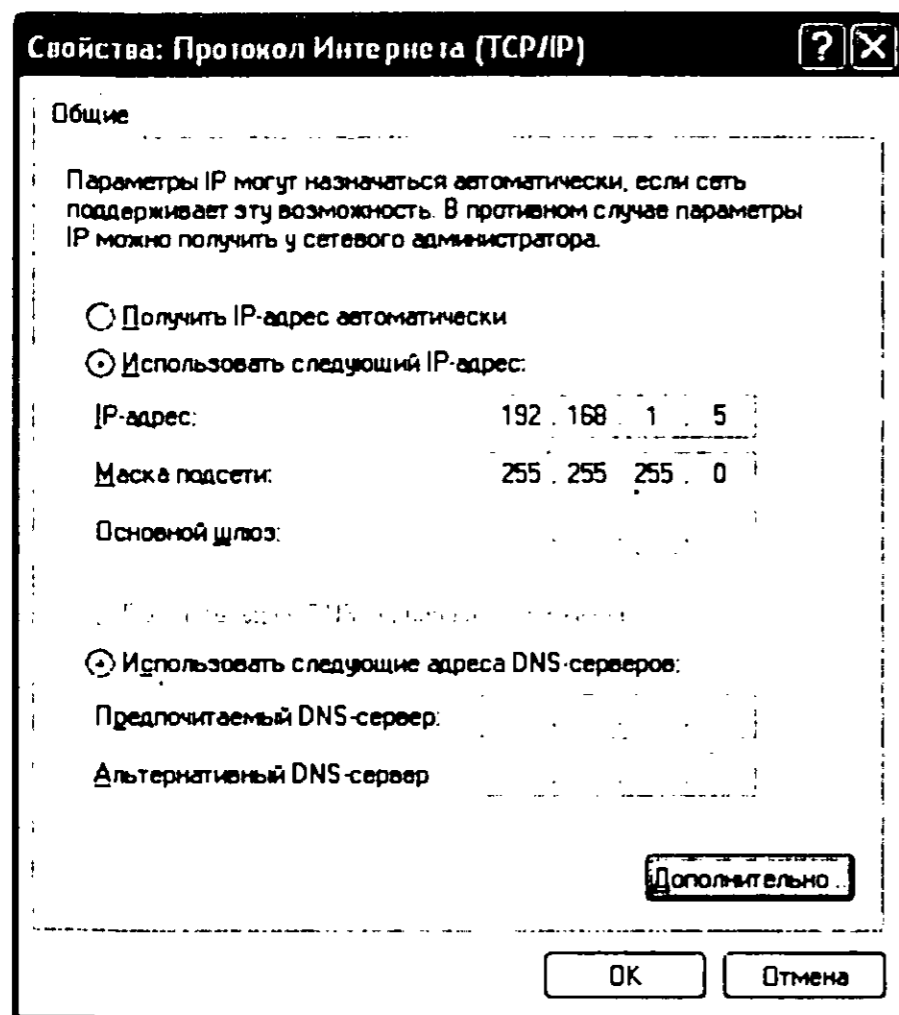 Свойства: Протокол Интернета (TCP/IP)
Общие
Параметры IP могут назначаться автоматически, если сеть
поддерживает эту возможность. В противном случае параметры
IP можно получить у сетевого администратора.
Получить IP-адрес автоматически
Использовать следующий IP-адрес:
IP-адрес: 192 . 168 . 1 . 5
Маска подсети: 255 . 255 . 255 . 0
Основной шлюз:
Использовать следующие адреса DNS-серверов:
Предпочитаемый DNS-сервер:
Альтернативный DNS-сервер
Дополнительно...
OK
Отмена